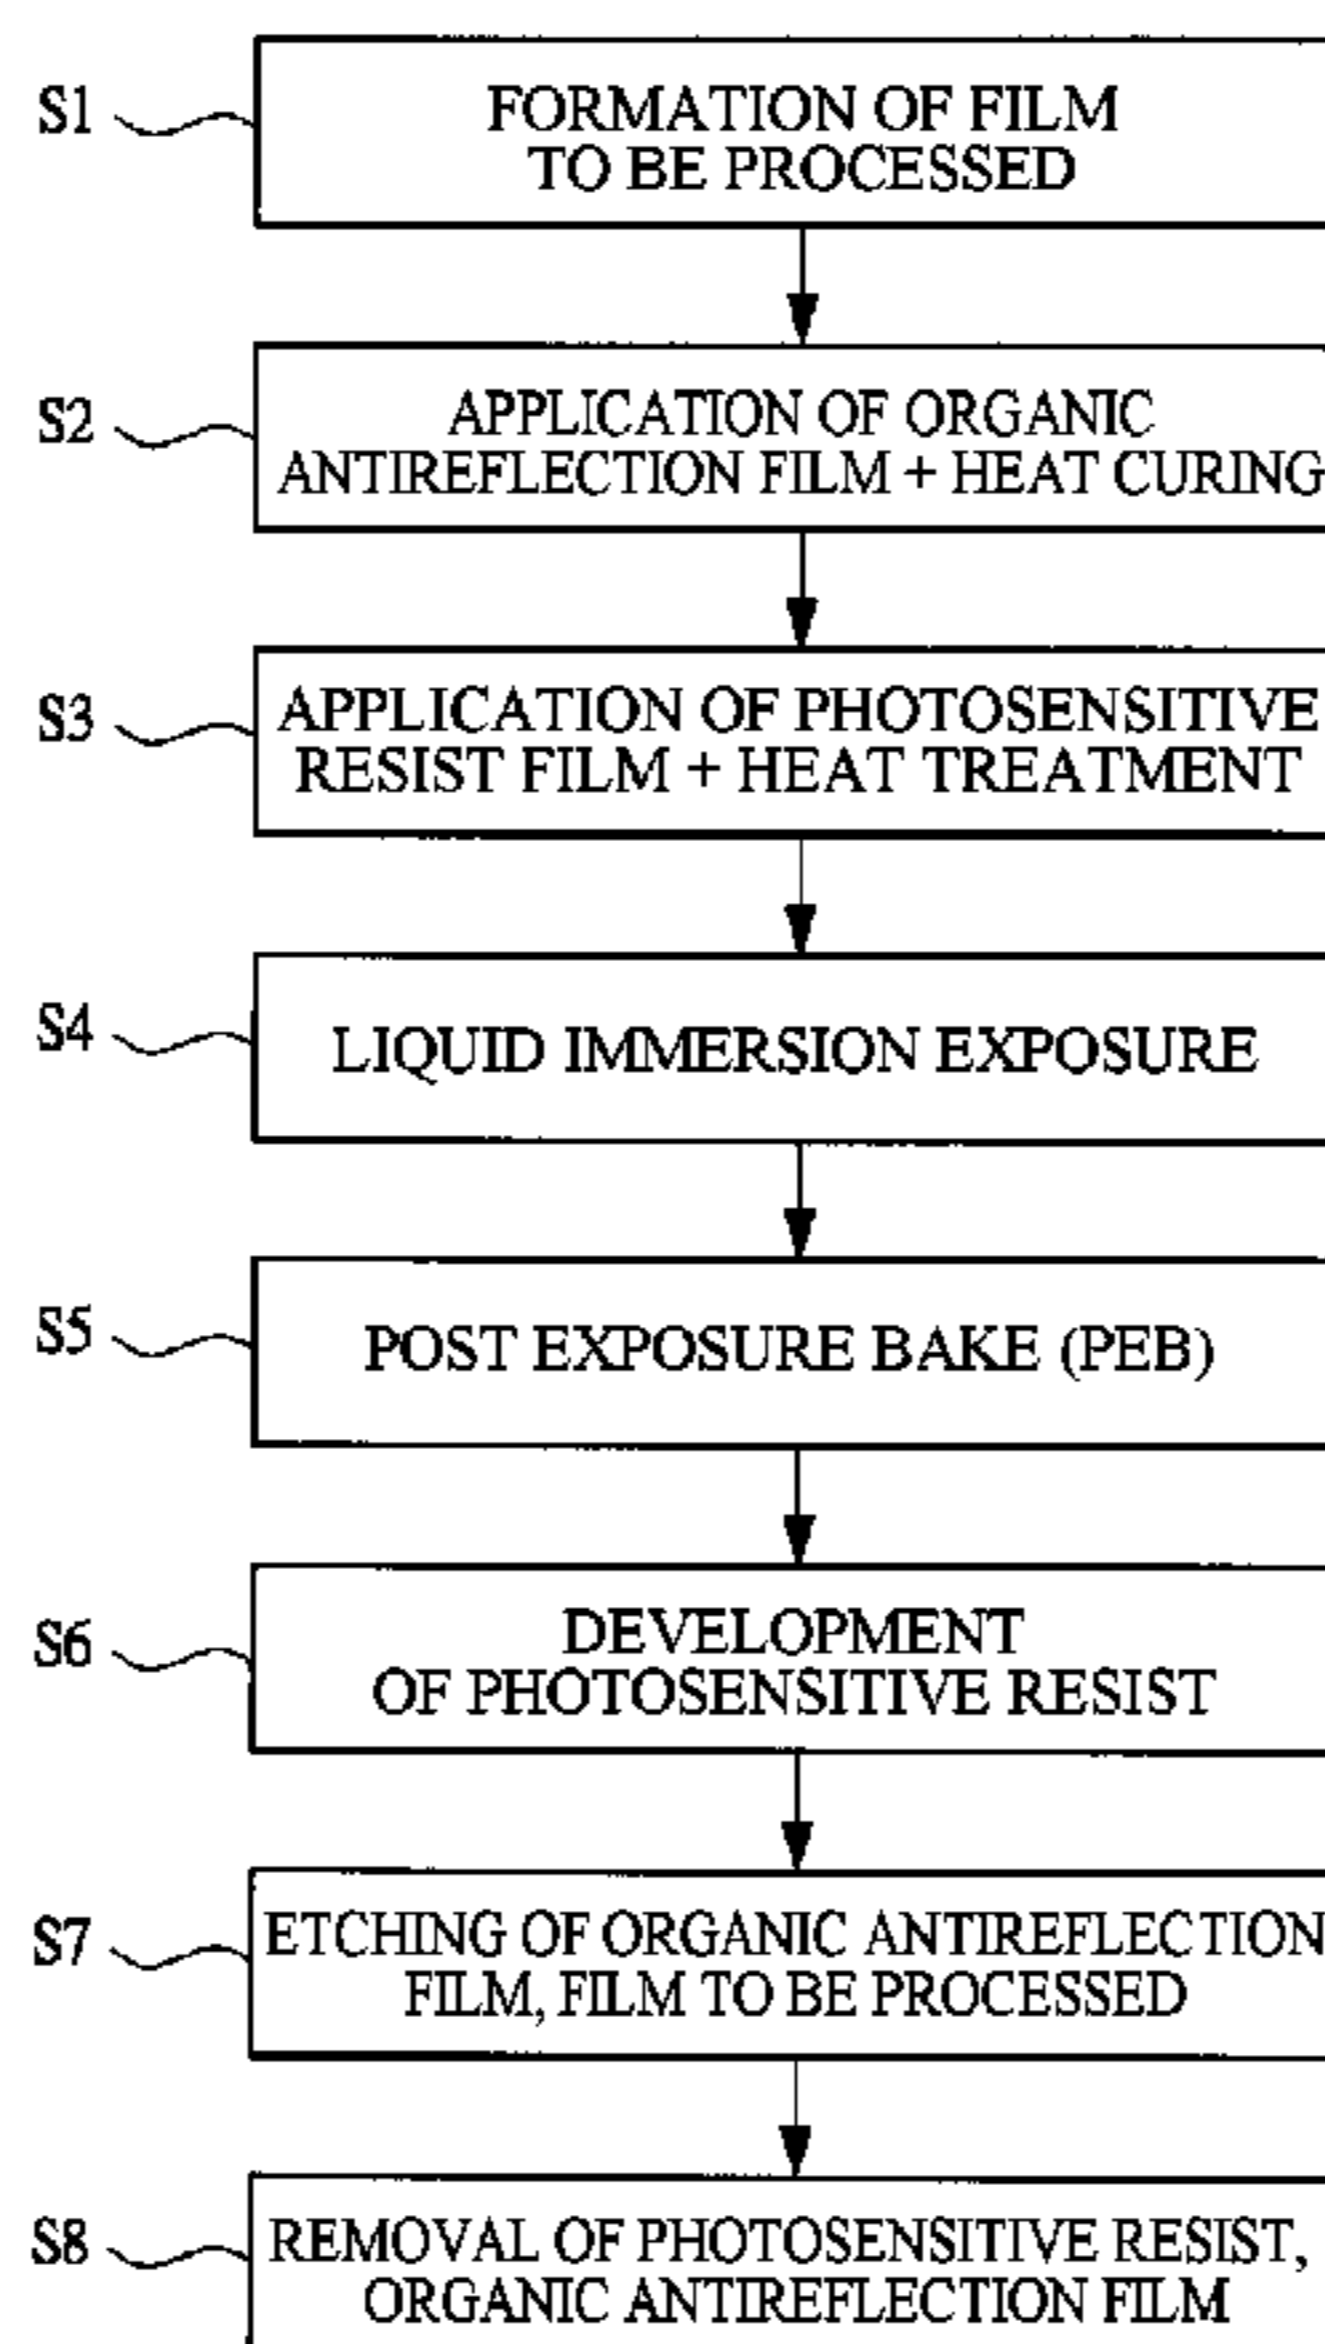 S1
FORMATION OF FILM
TO BE PROCESSED
S2
APPLICATION OF ORGANIC
ANTIREFLECTION FILM + HEAT CURING
S3
APPLICATION OF PHOTOSENSITIVE
RESIST FILM + HEAT TREATMENT
S4
LIQUID IMMERSION EXPOSURE
S5
POST EXPOSURE BAKE (PEB)
S6
DEVELOPMENT
OF PHOTOSENSITIVE RESIST
S7
ETCHING OF ORGANIC ANTIREFLECTION
FILM, FILM TO BE PROCESSED
S8
REMOVAL OF PHOTOSENSITIVE RESIST,
ORGANIC ANTIREFLECTION FILM